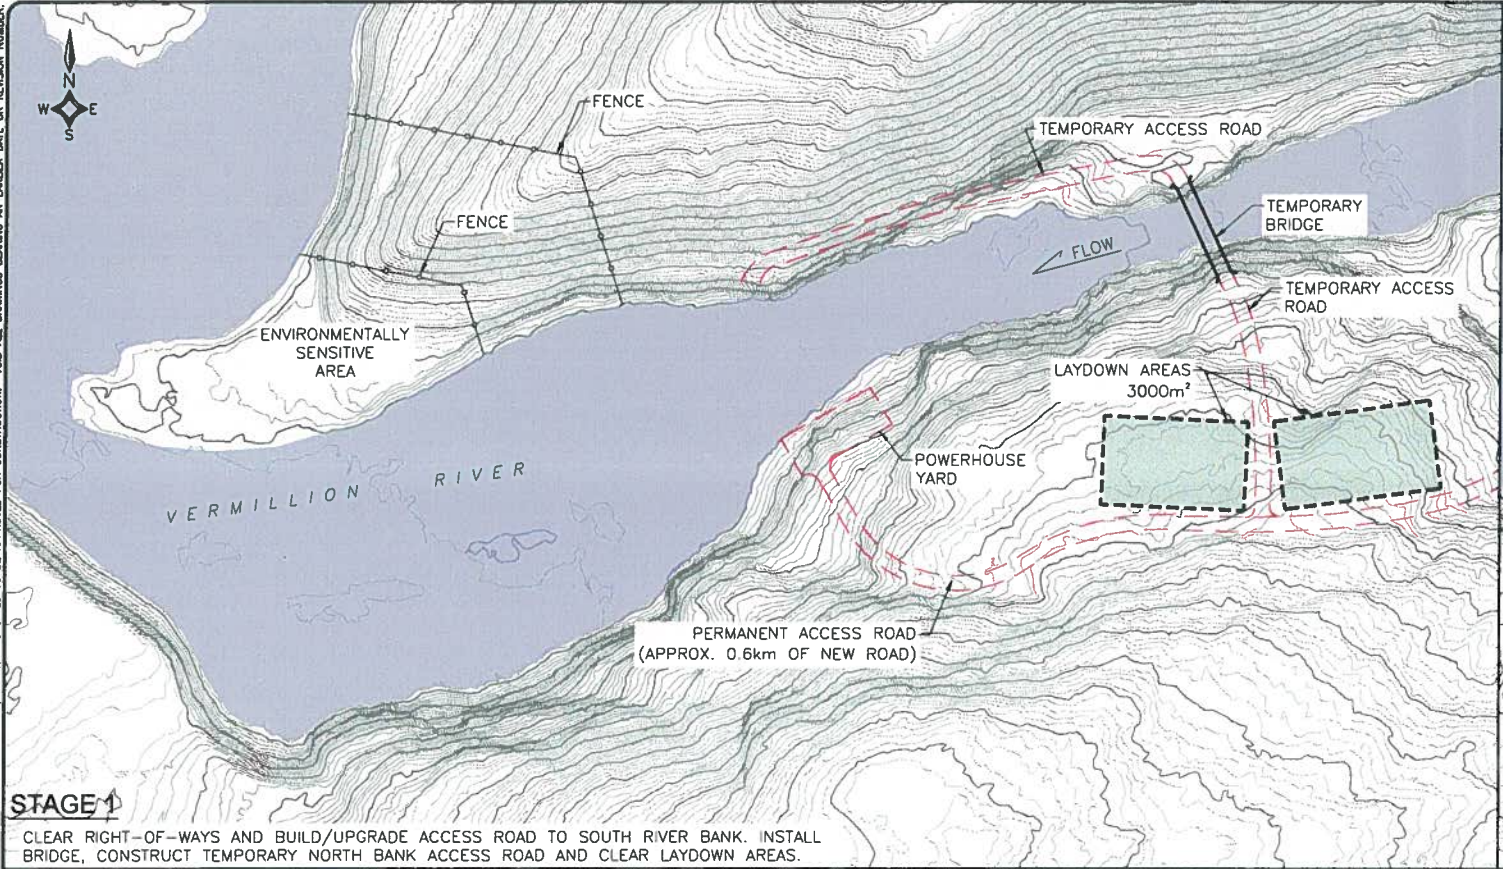 N
W E
S
FENCE
FENCE
TEMPORARY ACCESS ROAD
TEMPORARY
BRIDGE
FLOW
TEMPORARY ACCESS
ROAD
ENVIRONMENTALLY
SENSITIVE
AREA
LAYDOWN AREAS
3000m²
POWERHOUSE
YARD
VERMILLION RIVER
PERMANENT ACCESS ROAD
(APPROX. 0.6km OF NEW ROAD)
STAGE 1
CLEAR RIGHT-OF-WAYS AND BUILD/UPGRADE ACCESS ROAD TO SOUTH RIVER BANK. INSTALL
BRIDGE, CONSTRUCT TEMPORARY NORTH BANK ACCESS ROAD AND CLEAR LAYDOWN AREAS.